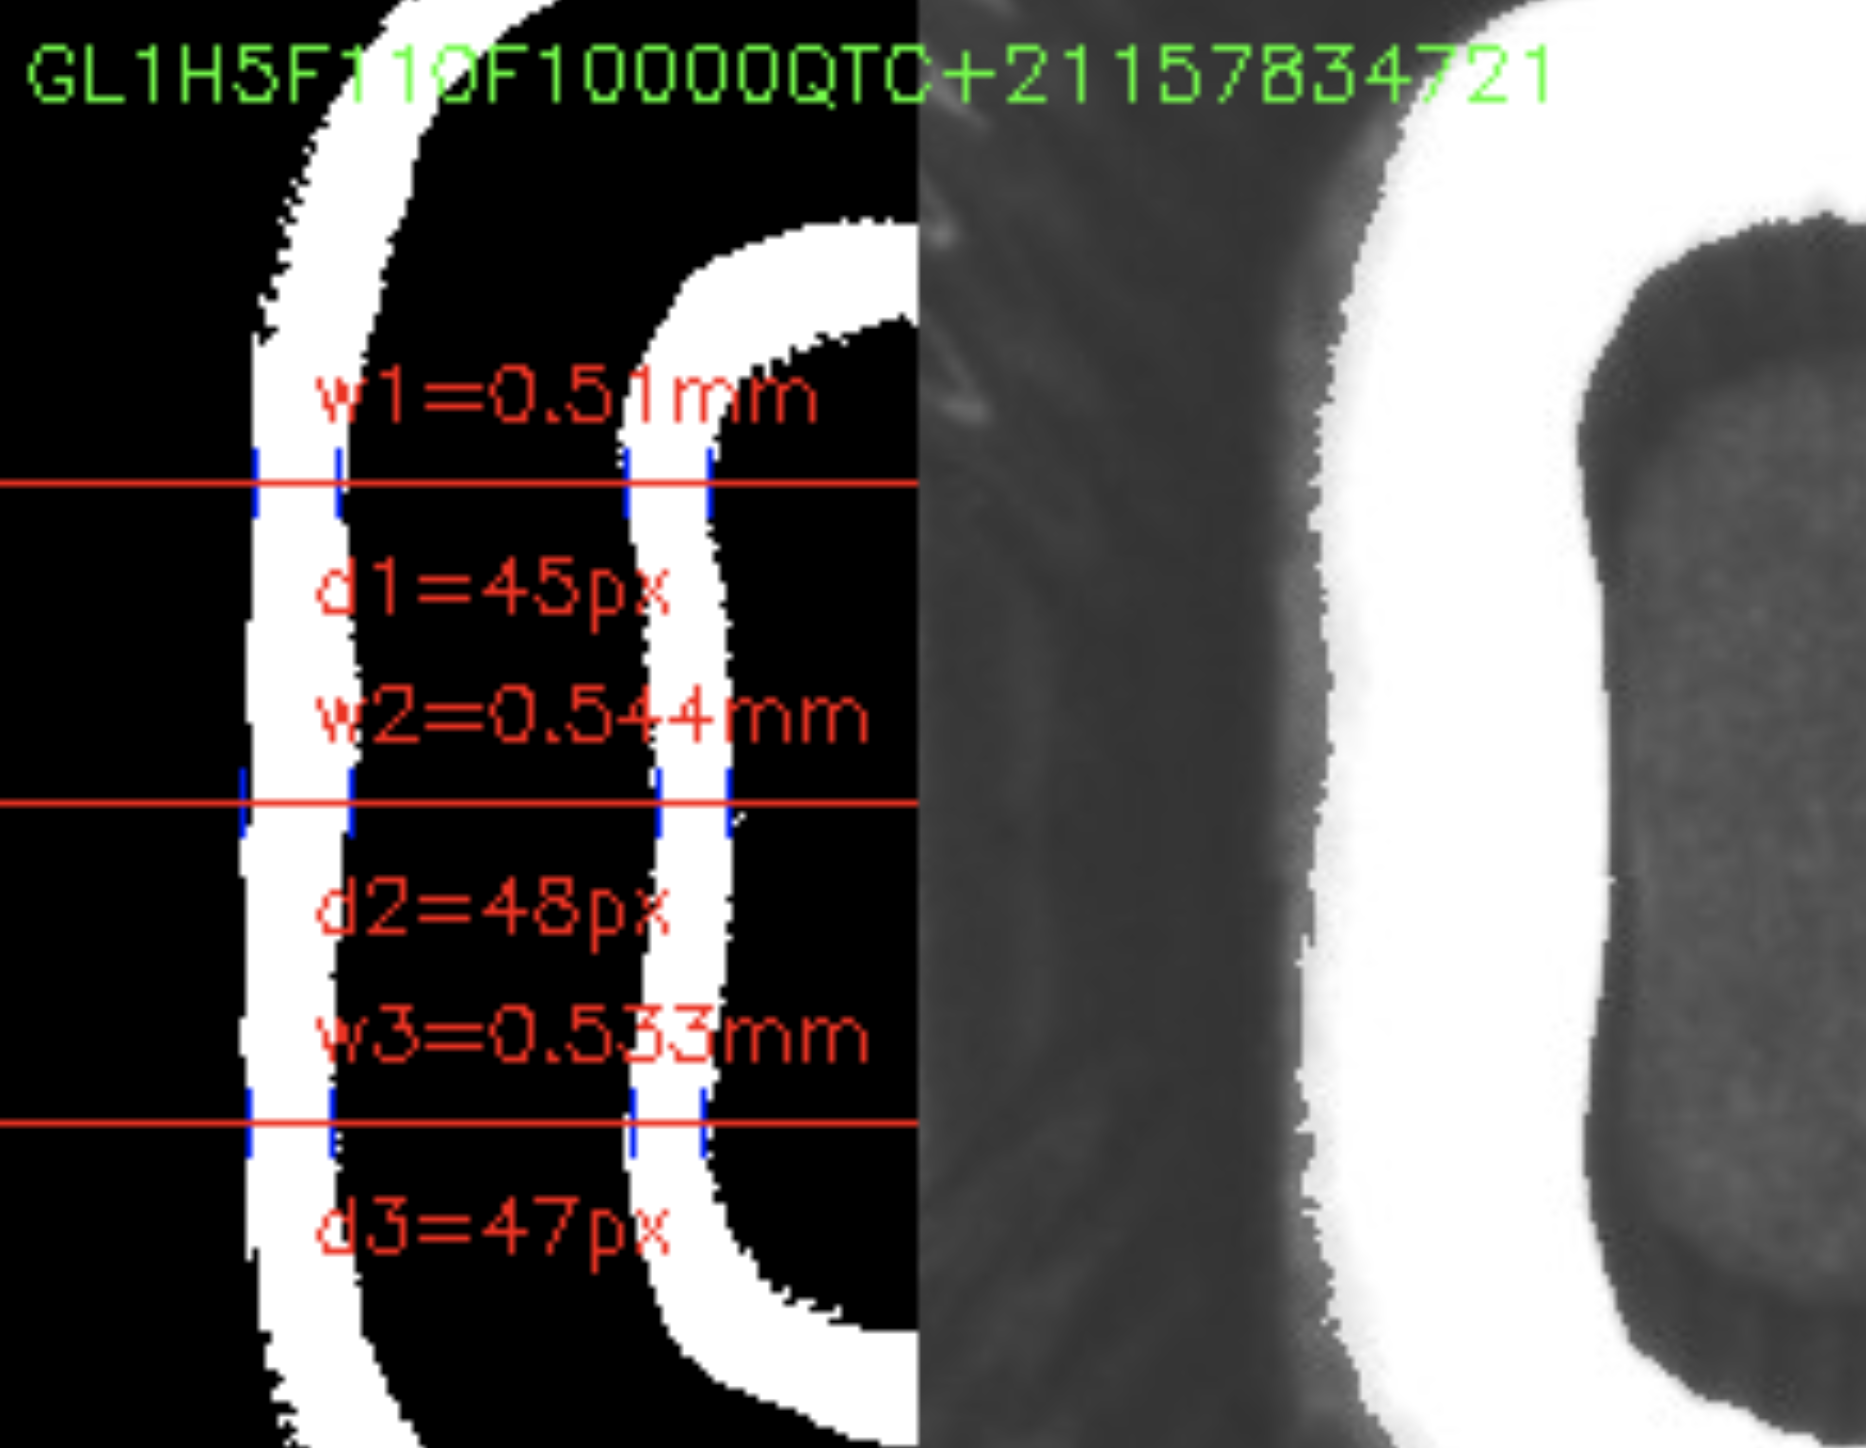 GL1H5F110F10000QTC+21157834721
w1=0.51mm
d1=45px
w2=0.544mm
d2=48px
w3=0.533mm
d3=47px